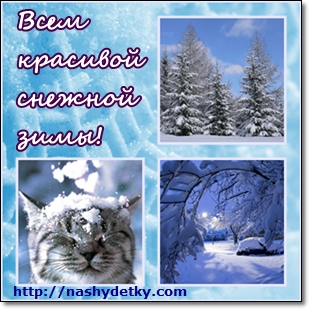 Всем
красивой
снежной
зимы!
http://nashydetky.com